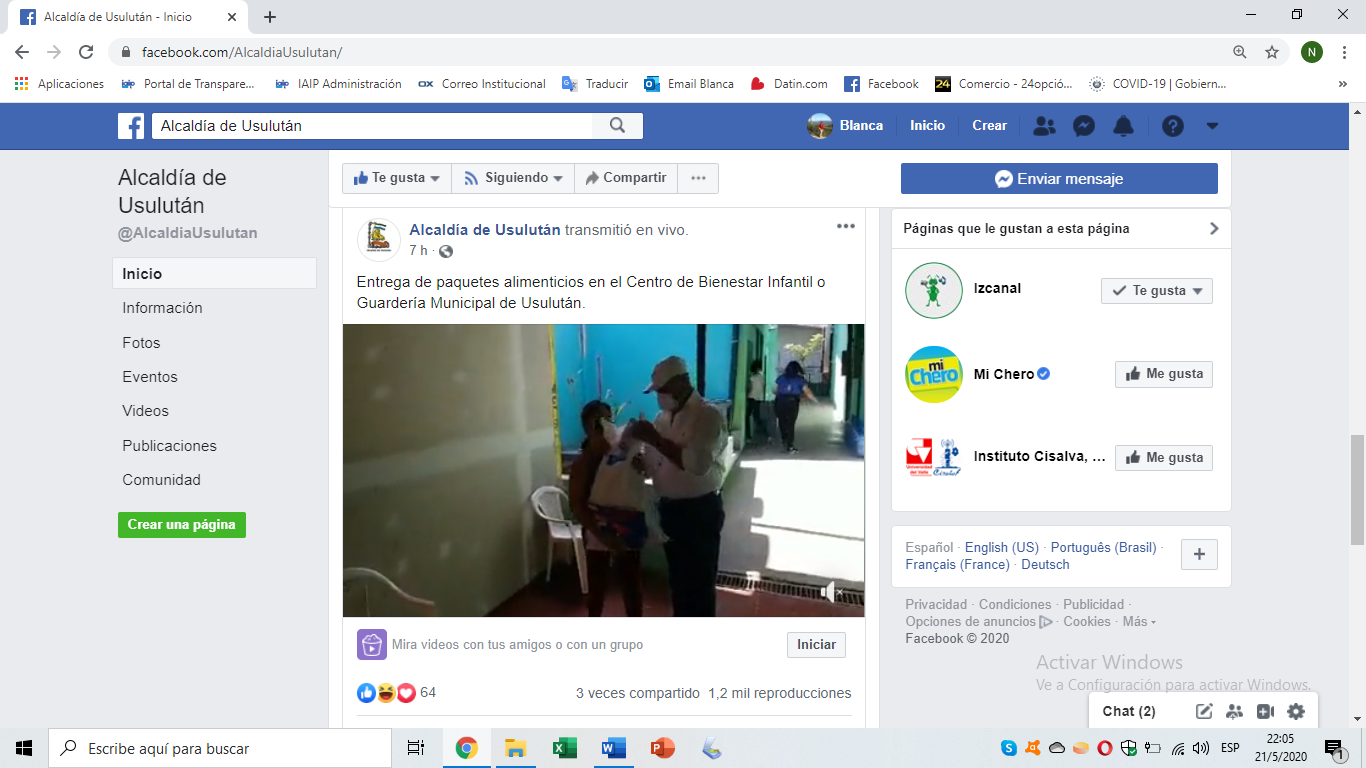 Alcaldía de Usulután - Inicio
facebook.com/AlcaldiaUsulutan/
N
Aplicaciones
Portal de Transpare...
IAIP Administración
OX
Correo Institucional
Traducir
Email Blanca
Datin.com
Facebook
24
Comercio - 24opció...
COVID-19 | Gobiern...
»
Alcaldía de Usulután
Blanca
Inicio
Crear
Alcaldía de
Usulután
@AlcaldiaUsulutan
Inicio
Información
Fotos
Eventos
Videos
Publicaciones
Comunidad
Crear una página
Te gusta
Siguiendo
Compartir
Enviar mensaje
Alcaldía de Usulután transmitió en vivo.
7 h ·
Entrega de paquetes alimenticios en el Centro de Bienestar Infantil o
Guardería Municipal de Usulután.
Mira videos con tus amigos o con un grupo
Iniciar
64
3 veces compartido 1,2 mil reproducciones
Páginas que le gustan a esta página
Izcanal
Te gusta
mi
Chero
Mi Chero
Me gusta
Instituto Cisalva, ...
Me gusta
Español · English (US) · Português (Brasil) ·
Français (France) · Deutsch
Privacidad · Condiciones · Publicidad ·
Opciones de anuncios · Cookies · Más
Facebook © 2020
Activar Windows
Ve a Configuración para activar Windows.
Chat (2)
Escribe aquí para buscar
ESP
22:05
21/5/2020
1